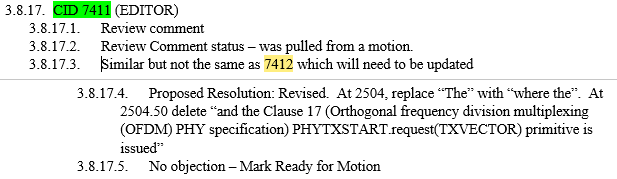 3.8.17. CID 7411 (EDITOR)
3.8.17.1. Review comment
3.8.17.2. Review Comment status – was pulled from a motion.
3.8.17.3. Similar but not the same as 7412 which will need to be updated
3.8.17.4. Proposed Resolution: Revised. At 2504, replace “The” with “where the”. At
2504.50 delete “and the Clause 17 (Orthogonal frequency division multiplexing
(OFDM) PHY specification) PHYTXSTART.request(TXVECTOR) primitive is
issued”
3.8.17.5. No objection – Mark Ready for Motion